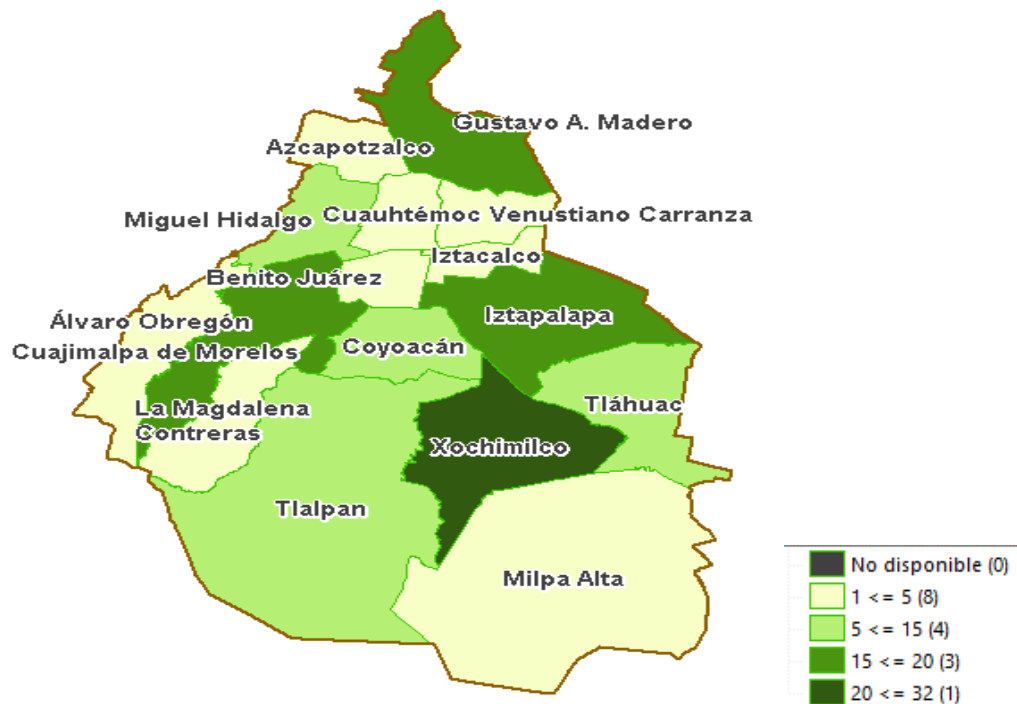 Gustavo A. Madero
Azcapotzalco
Miguel Hidalgo
Cuauhtémoc
Venustiano Carranza
Iztacalco
Benito Juárez
Iztapalapa
Álvaro Obregón
Cuajimalpa de Morelos
Coyoacán
Tláhuac
La Magdalena
Contreras
Xochimilco
Tlalpan
Milpa Alta
No disponible (0)
1 <= 5 (8)
5 <= 15 (4)
15 <= 20 (3)
20 <= 32 (1)